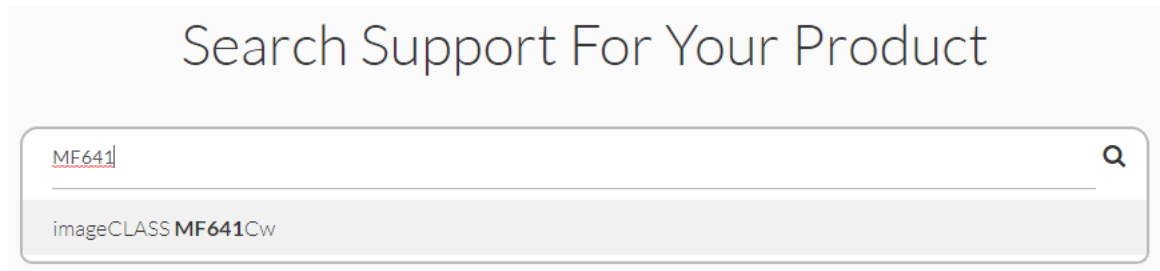 Search Support For Your Product
MF641
imageCLASS MF641Cw